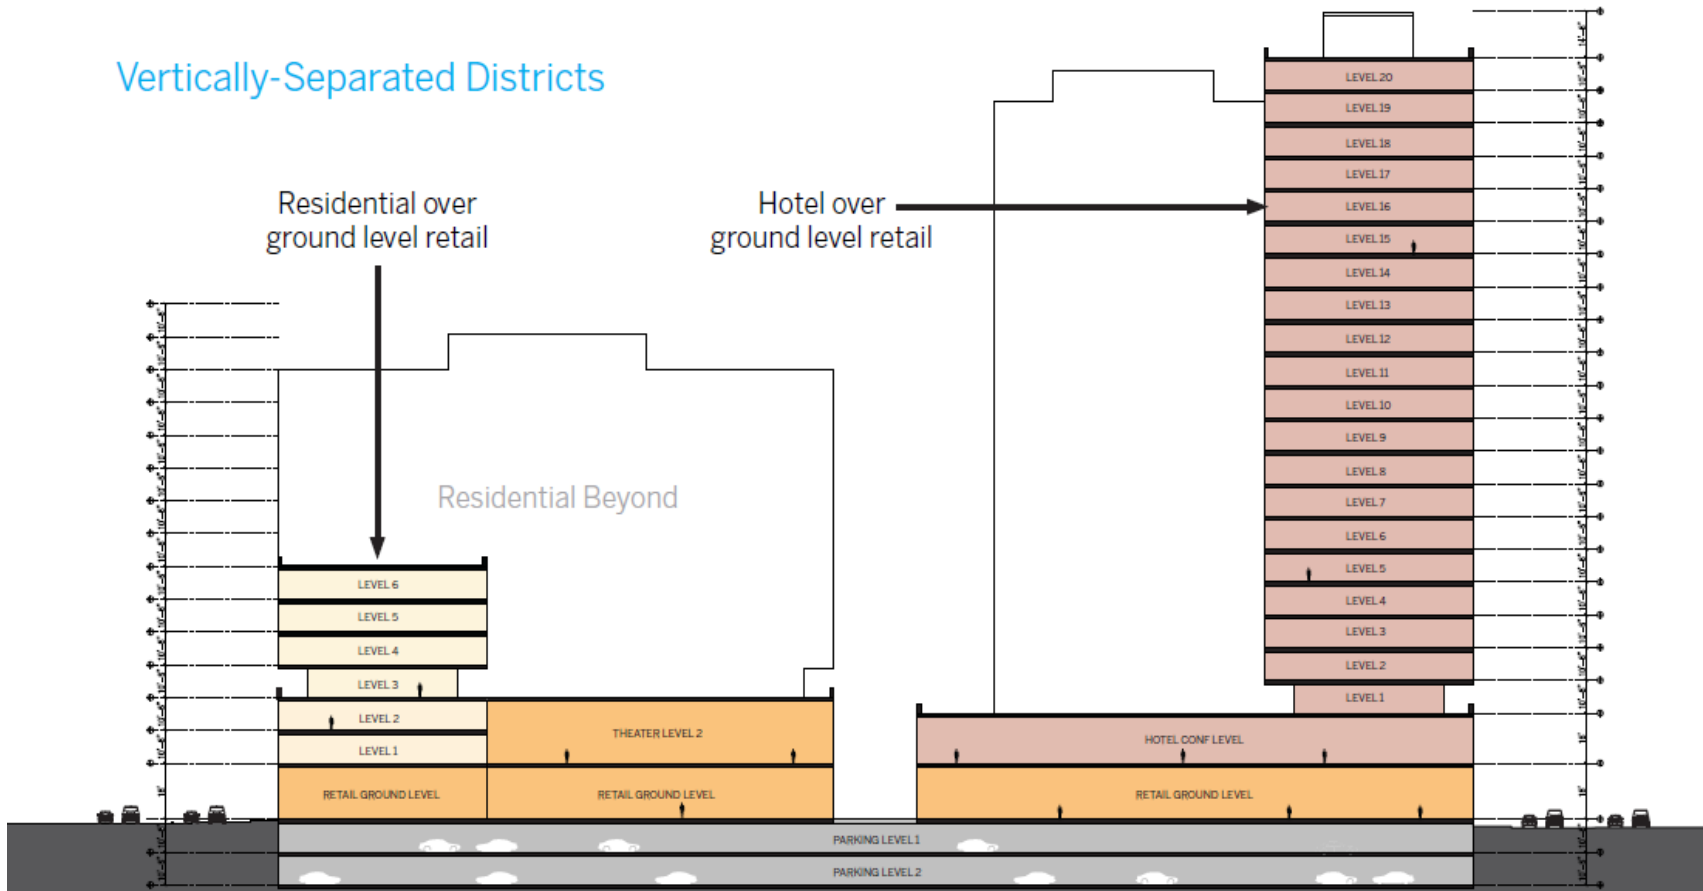 Vertically-Separated Districts
Residential over
ground level retail
Hotel over
ground level retail
Residential Beyond
LEVEL 6
LEVEL 5
LEVEL 4
LEVEL 3
LEVEL 2
LEVEL 1
THEATER LEVEL 2
RETAIL GROUND LEVEL
RETAIL GROUND LEVEL
LEVEL 20
LEVEL 19
LEVEL 18
LEVEL 17
LEVEL 16
LEVEL 15
LEVEL 14
LEVEL 13
LEVEL 12
LEVEL 11
LEVEL 10
LEVEL 9
LEVEL 8
LEVEL 7
LEVEL 6
LEVEL 5
LEVEL 4
LEVEL 3
LEVEL 2
LEVEL 1
HOTEL CONF LEVEL
RETAIL GROUND LEVEL
PARKING LEVEL 1
PARKING LEVEL 2